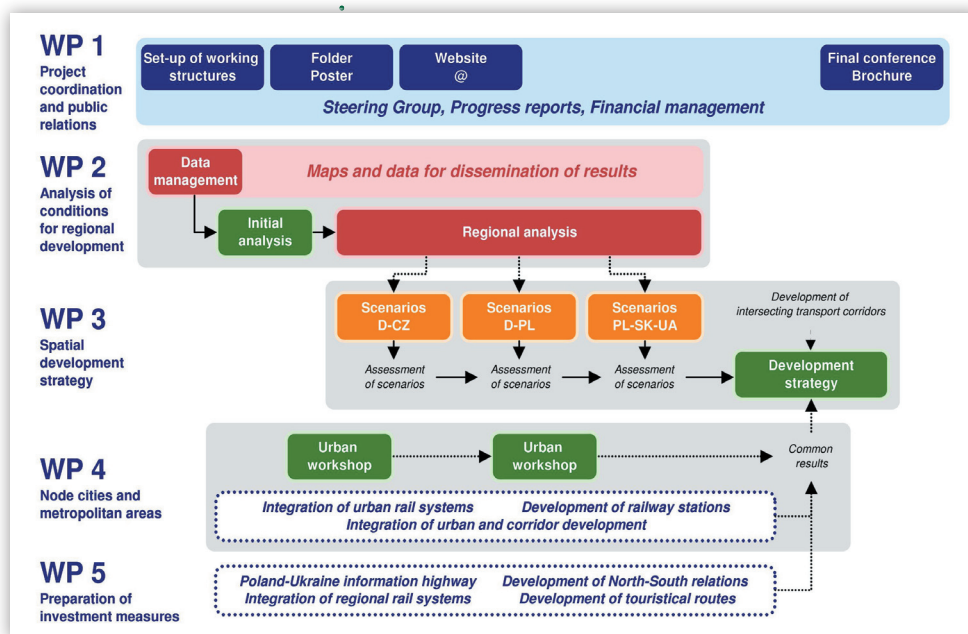 WP 1
Project
coordination
and public
relations
Set-up of working
structures
Folder
Poster
Website
@
Final conference
Brochure
Steering Group, Progress reports, Financial management
WP 2
Analysis of
conditions
for regional
development
Data
management
Maps and data for dissemination of results
Initial
analysis
Regional analysis
WP 3
Spatial
development
strategy
Scenarios
D-CZ
Scenarios
D-PL
Scenarios
PL-SK-UA
Development of
intersecting transport corridors
Assessment
of scenarios
Assessment
of scenarios
Assessment
of scenarios
Development
strategy
WP 4
Node cities and
metropolitan areas
Urban
workshop
Urban
workshop
Common
results
Integration of urban rail systems
Development of railway stations
Integration of urban and corridor development
WP 5
Preparation of
investment measures
Poland-Ukraine information highway
Development of North-South relations
Integration of regional rail systems
Development of touristical routes